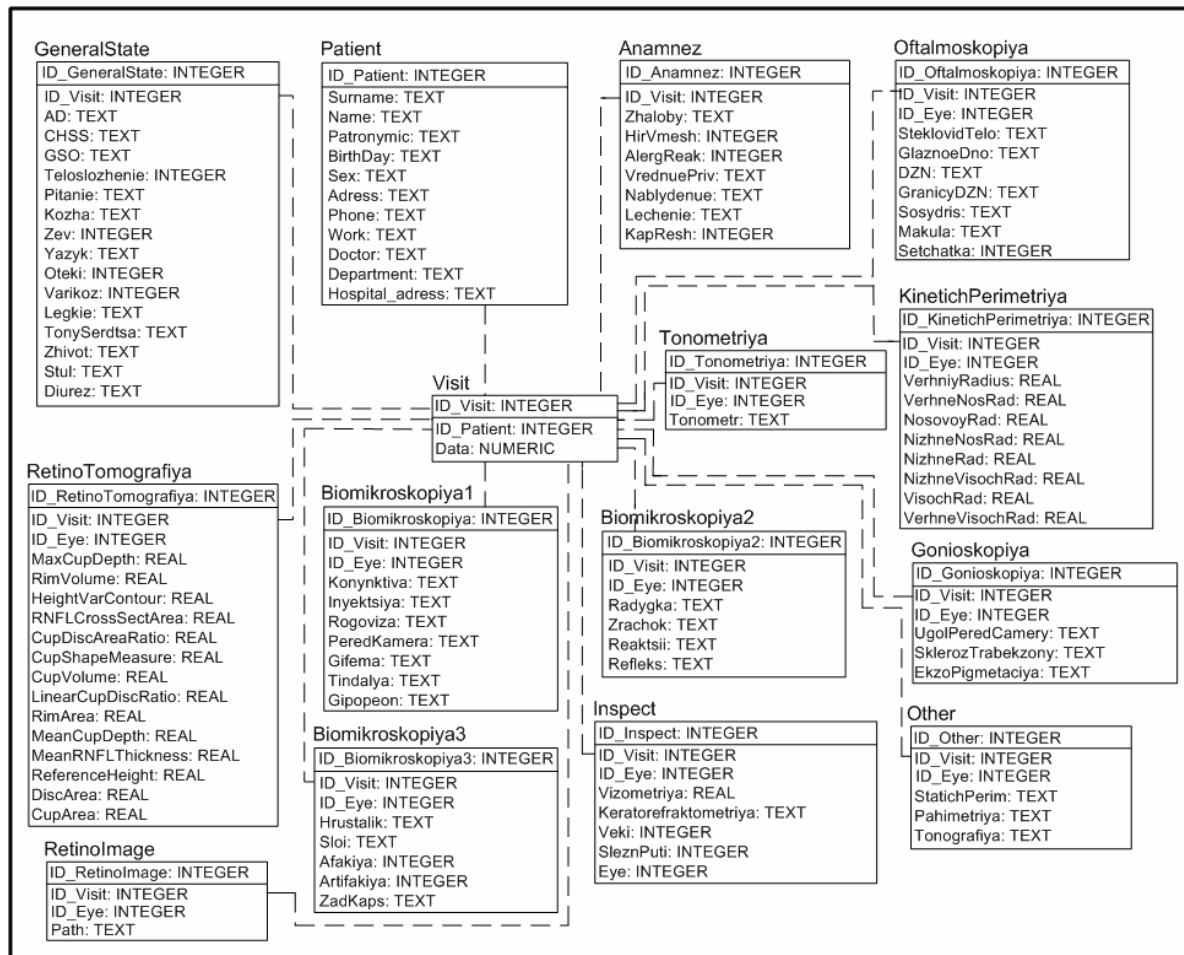 GeneralState
ID_GeneralState: INTEGER
ID_Visit: INTEGER
AD: TEXT
CHSS: TEXT
GSO: TEXT
Teloslozhenie: INTEGER
Pitanie: TEXT
Kozha: TEXT
Zev: INTEGER
Yazyk: TEXT
Oteki: INTEGER
Varikoz: INTEGER
Legkie: TEXT
TonySerdtsa: TEXT
Zhivot: TEXT
Stul: TEXT
Diurez: TEXT
Patient
ID_Patient: INTEGER
Surname: TEXT
Name: TEXT
Patronymic: TEXT
BirthDay: TEXT
Sex: TEXT
Adress: TEXT
Phone: TEXT
Work: TEXT
Doctor: TEXT
Department: TEXT
Hospital_adress: TEXT
Anamnez
ID_Anamnez: INTEGER
ID_Visit: INTEGER
Zhaloby: TEXT
HirVmesh: INTEGER
AlergReak: INTEGER
VrednuePriv: TEXT
Nablydenue: TEXT
Lechenie: TEXT
KapResh: INTEGER
Oftalmoskopiya
ID_Oftalmoskopiya: INTEGER
ID_Visit: INTEGER
ID_Eye: INTEGER
SteklovidTelo: TEXT
GlaznoeDno: TEXT
DZN: TEXT
GranicyDZN: TEXT
Sosydris: TEXT
Makula: TEXT
Setchatka: INTEGER
KinetichPerimetriya
ID_KinetichPerimetriya: INTEGER
ID_Visit: INTEGER
ID_Eye: INTEGER
VerhniyRadius: REAL
VerhneNosRad: REAL
NosovoyRad: REAL
NizhneNosRad: REAL
NizhneRad: REAL
NizhneVisochRad: REAL
VisochRad: REAL
VerhneVisochRad: REAL
Tonometriya
ID_Tonometriya: INTEGER
ID_Visit: INTEGER
ID_Eye: INTEGER
Tonometr: TEXT
Visit
ID_Visit: INTEGER
ID_Patient: INTEGER
Data: NUMERIC
RetinoTomografiya
ID_RetinoTomografiya: INTEGER
ID_Visit: INTEGER
ID_Eye: INTEGER
MaxCupDepth: REAL
RimVolume: REAL
HeightVarContour: REAL
RNFLCrossSectArea: REAL
CupDiscAreaRatio: REAL
CupShapeMeasure: REAL
CupVolume: REAL
LinearCupDiscRatio: REAL
RimArea: REAL
MeanCupDepth: REAL
MeanRNFLThickness: REAL
ReferenceHeight: REAL
DiscArea: REAL
CupArea: REAL
Biomikroskopiya1
ID_Biomikroskopiya: INTEGER
ID_Visit: INTEGER
ID_Eye: INTEGER
Konynktiva: TEXT
Inyektsiya: TEXT
Rogoviza: TEXT
PeredKamera: TEXT
Gifema: TEXT
Tindalya: TEXT
Gipopeon: TEXT
Biomikroskopiya2
ID_Biomikroskopiya2: INTEGER
ID_Visit: INTEGER
ID_Eye: INTEGER
Radygka: TEXT
Zrachok: TEXT
Reaktsii: TEXT
Refleks: TEXT
Gonioskopiya
ID_Gonioskopiya: INTEGER
ID_Visit: INTEGER
ID_Eye: INTEGER
UgolPeredCamery: TEXT
SklerozTrabekzony: TEXT
EkzoPigmetaciya: TEXT
Biomikroskopiya3
ID_Biomikroskopiya3: INTEGER
ID_Visit: INTEGER
ID_Eye: INTEGER
Hrustalik: TEXT
Sloi: TEXT
Afakiya: INTEGER
Artifakiya: INTEGER
ZadKaps: TEXT
Inspect
ID_Inspect: INTEGER
ID_Visit: INTEGER
ID_Eye: INTEGER
Vizometriya: REAL
Keratorefraktometriya: TEXT
Veki: INTEGER
SleznPuti: INTEGER
Eye: INTEGER
Other
ID_Other: INTEGER
ID_Visit: INTEGER
ID_Eye: INTEGER
StatichPerim: TEXT
Pahimetriya: TEXT
Tonografiya: TEXT
RetinoImage
ID_RetinoImage: INTEGER
ID_Visit: INTEGER
ID_Eye: INTEGER
Path: TEXT